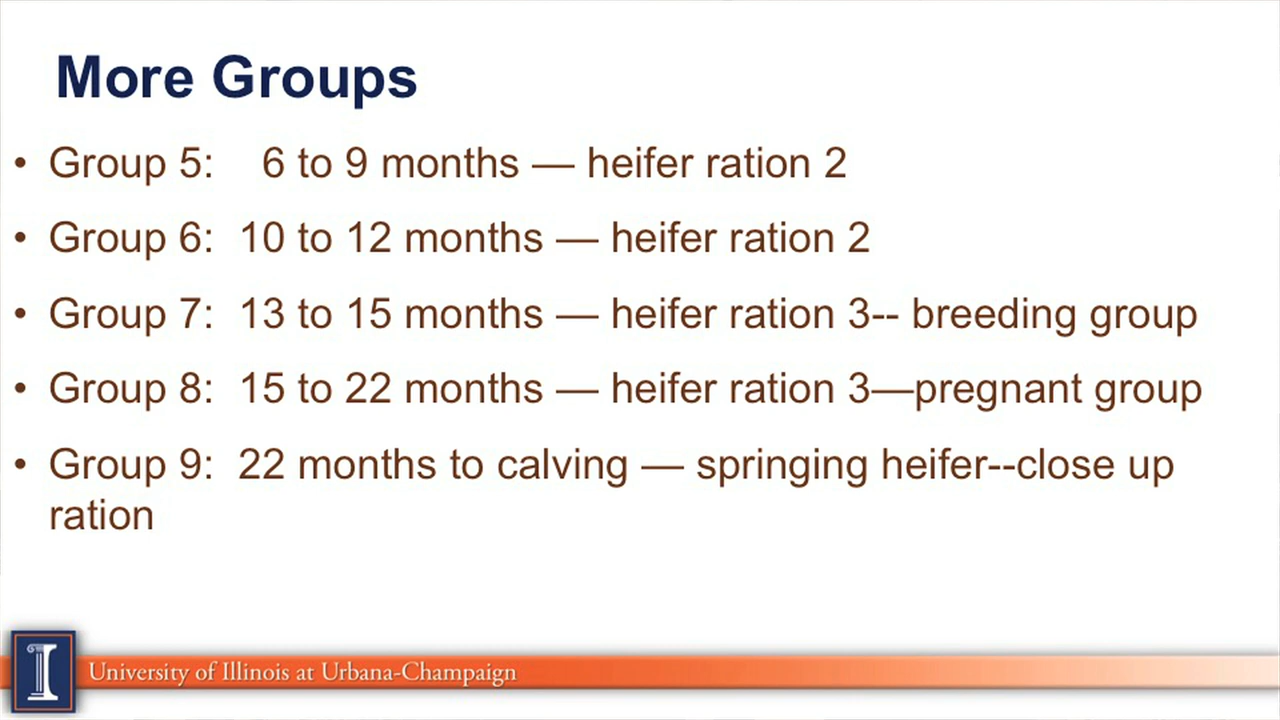 More Groups
• Group 5: 6 to 9 months — heifer ration 2
• Group 6: 10 to 12 months — heifer ration 2
• Group 7: 13 to 15 months — heifer ration 3-- breeding group
• Group 8: 15 to 22 months — heifer ration 3—pregnant group
• Group 9: 22 months to calving — springing heifer--close up
ration
University of Illinois at Urbana-Champaign